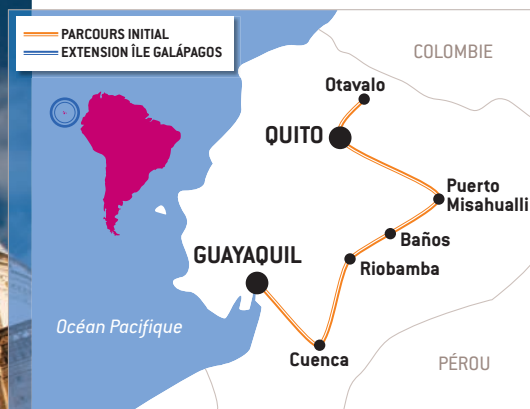 PARCOURS INITIAL
EXTENSION ÎLE GALÁPAGOS
COLOMBIE
Otavalo
QUITO
Puerto
Misahualli
Baños
GUAYAQUIL
Riobamba
Océan Pacifique
Cuenca
PÉROU